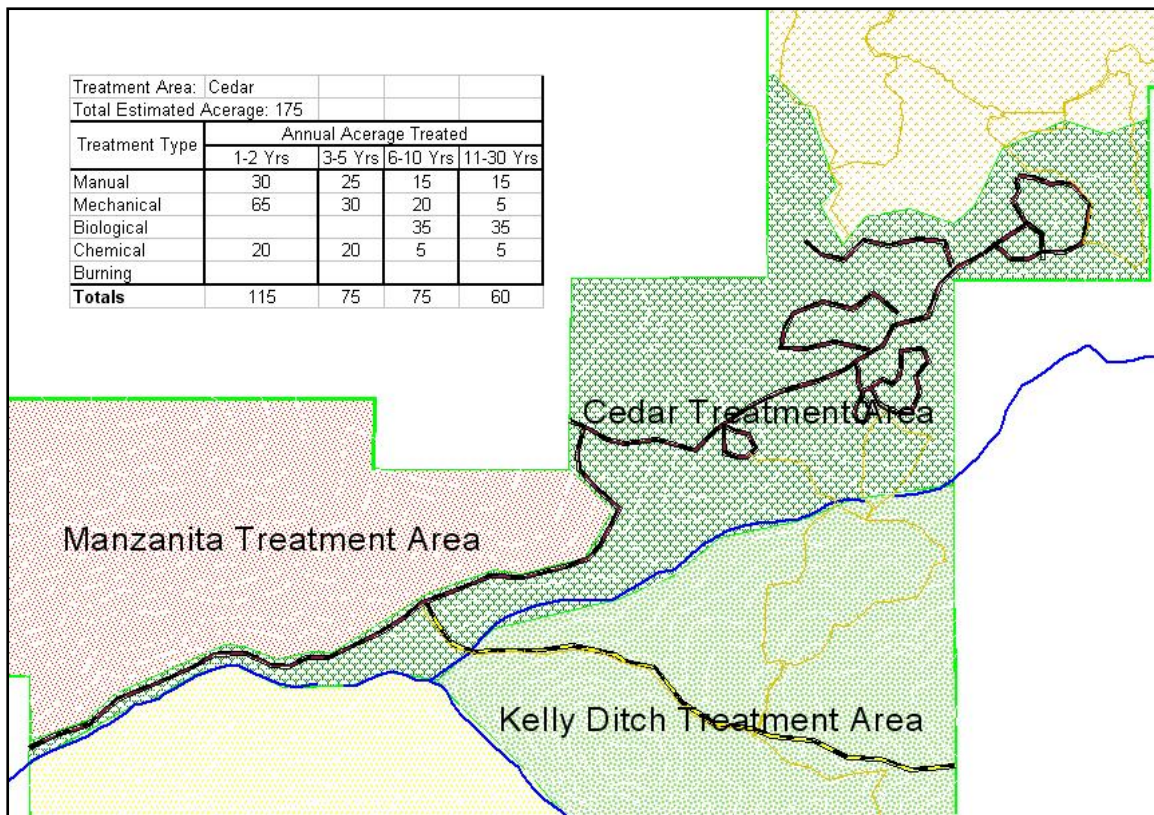 Treatment Area: Cedar
Total Estimated Acerage: 175
Treatment Type Annual Acerage Treated
1-2 Yrs 3-5 Yrs 6-10 Yrs 11-30 Yrs
Manual 30 25 15 15
Mechanical 65 30 20 5
Biological 35 35
Chemical 20 20 5 5
Burning
Totals 115 75 75 60
Cedar Treatment Area
Manzanita Treatment Area
Kelly Ditch Treatment Area